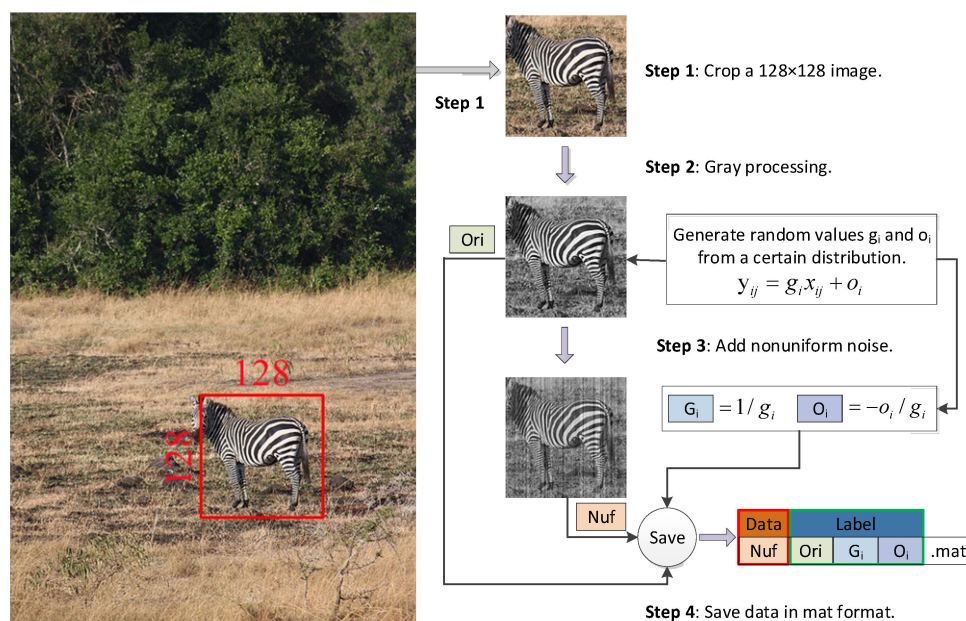 Step 1
Step 1: Crop a 128×128 image.
Step 2: Gray processing.
Ori
Generate random values gᵢ and oᵢ
from a certain distribution.
yᵢⱼ = gᵢxᵢⱼ + oᵢ
Step 3: Add nonuniform noise.
128
128
Gᵢ = 1/gᵢ Oᵢ = −oᵢ/gᵢ
Nuf
Save
Data Label
Nuf Ori Gᵢ Oᵢ .mat
Step 4: Save data in mat format.